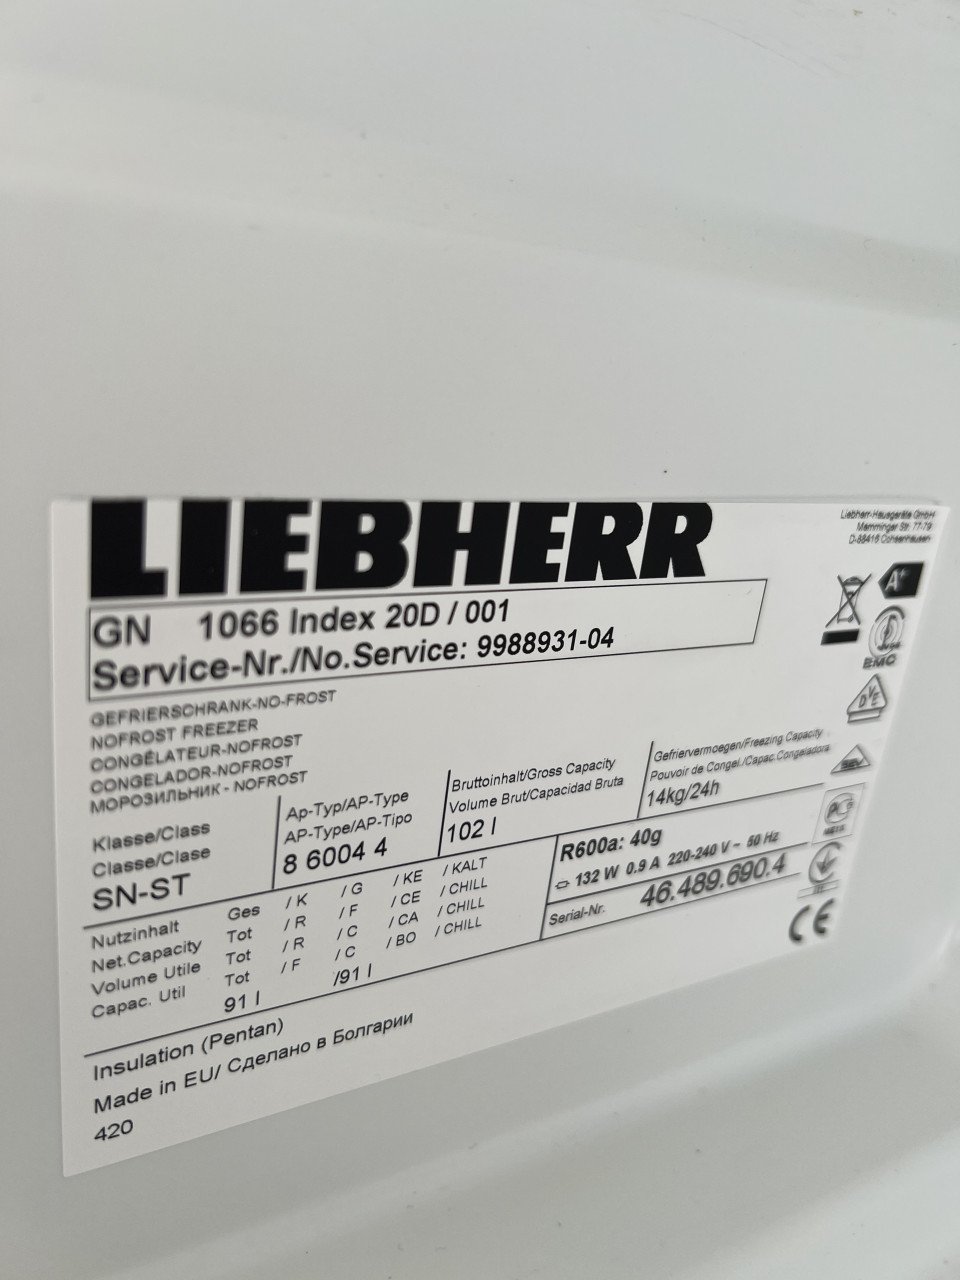 LIEBHERR
Liebherr-Hausgeräte GmbH
Memminger Str. 77-79
D-88416 Ochsenhausen
GN 1066 Index 20D / 001
Service-Nr./No.Service: 9988931-04
A+
EMC
DVE
GEFRIERSCHRANK-NO-FROST
NOFROST FREEZER
CONGÉLATEUR-NOFROST
CONGELADOR-NOFROST
МОРОЗИЛЬНИК - NOFROST
Klasse/Class
Classe/Clase
SN-ST
Ap-Typ/AP-Type
AP-Type/AP-Tipo
8 6004 4
Bruttoinhalt/Gross Capacity
Volume Brut/Capacidad Bruta
102 l
Gefriervermoegen/Freezing Capacity
Pouvoir de Congel./Capac.Congeladora
14kg/24h
Nutzinhalt Ges / K / G / KE / KALT
Net.Capacity Tot / R / F / CE / CHILL
Volume Utile Tot / R / C / CA / CHILL
Capac. Util Tot / F / C / BO / CHILL
91 l /91 l
R600a: 40g
132 W 0.9 A 220-240 V ~ 50 Hz
Serial-Nr. 46.489.690.4
CE
Insulation (Pentan)
Made in EU/ Сделано в Болгарии
420